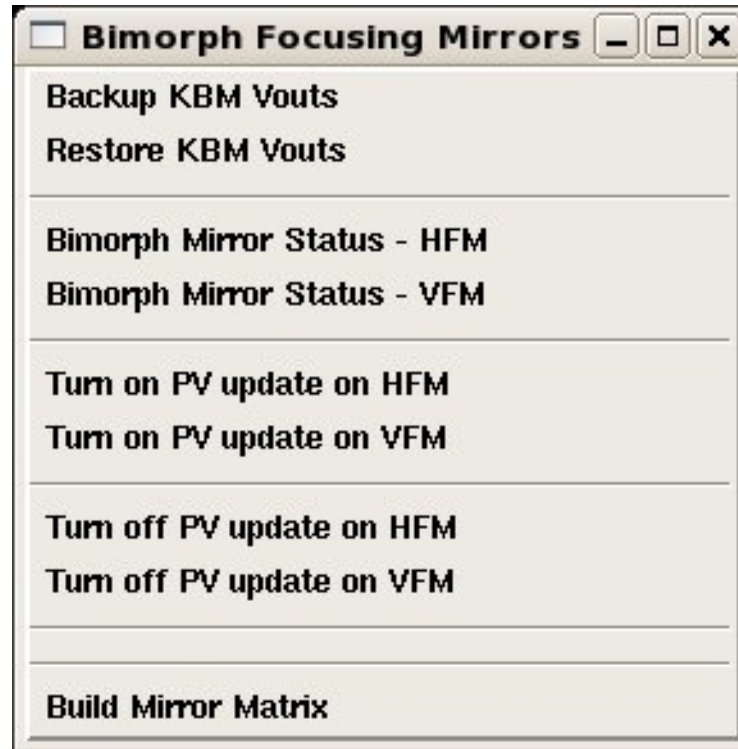 Bimorph Focusing Mirrors
Backup KBM Vouts
Restore KBM Vouts
Bimorph Mirror Status - HFM
Bimorph Mirror Status - VFM
Turn on PV update on HFM
Turn on PV update on VFM
Turn off PV update on HFM
Turn off PV update on VFM
Build Mirror Matrix